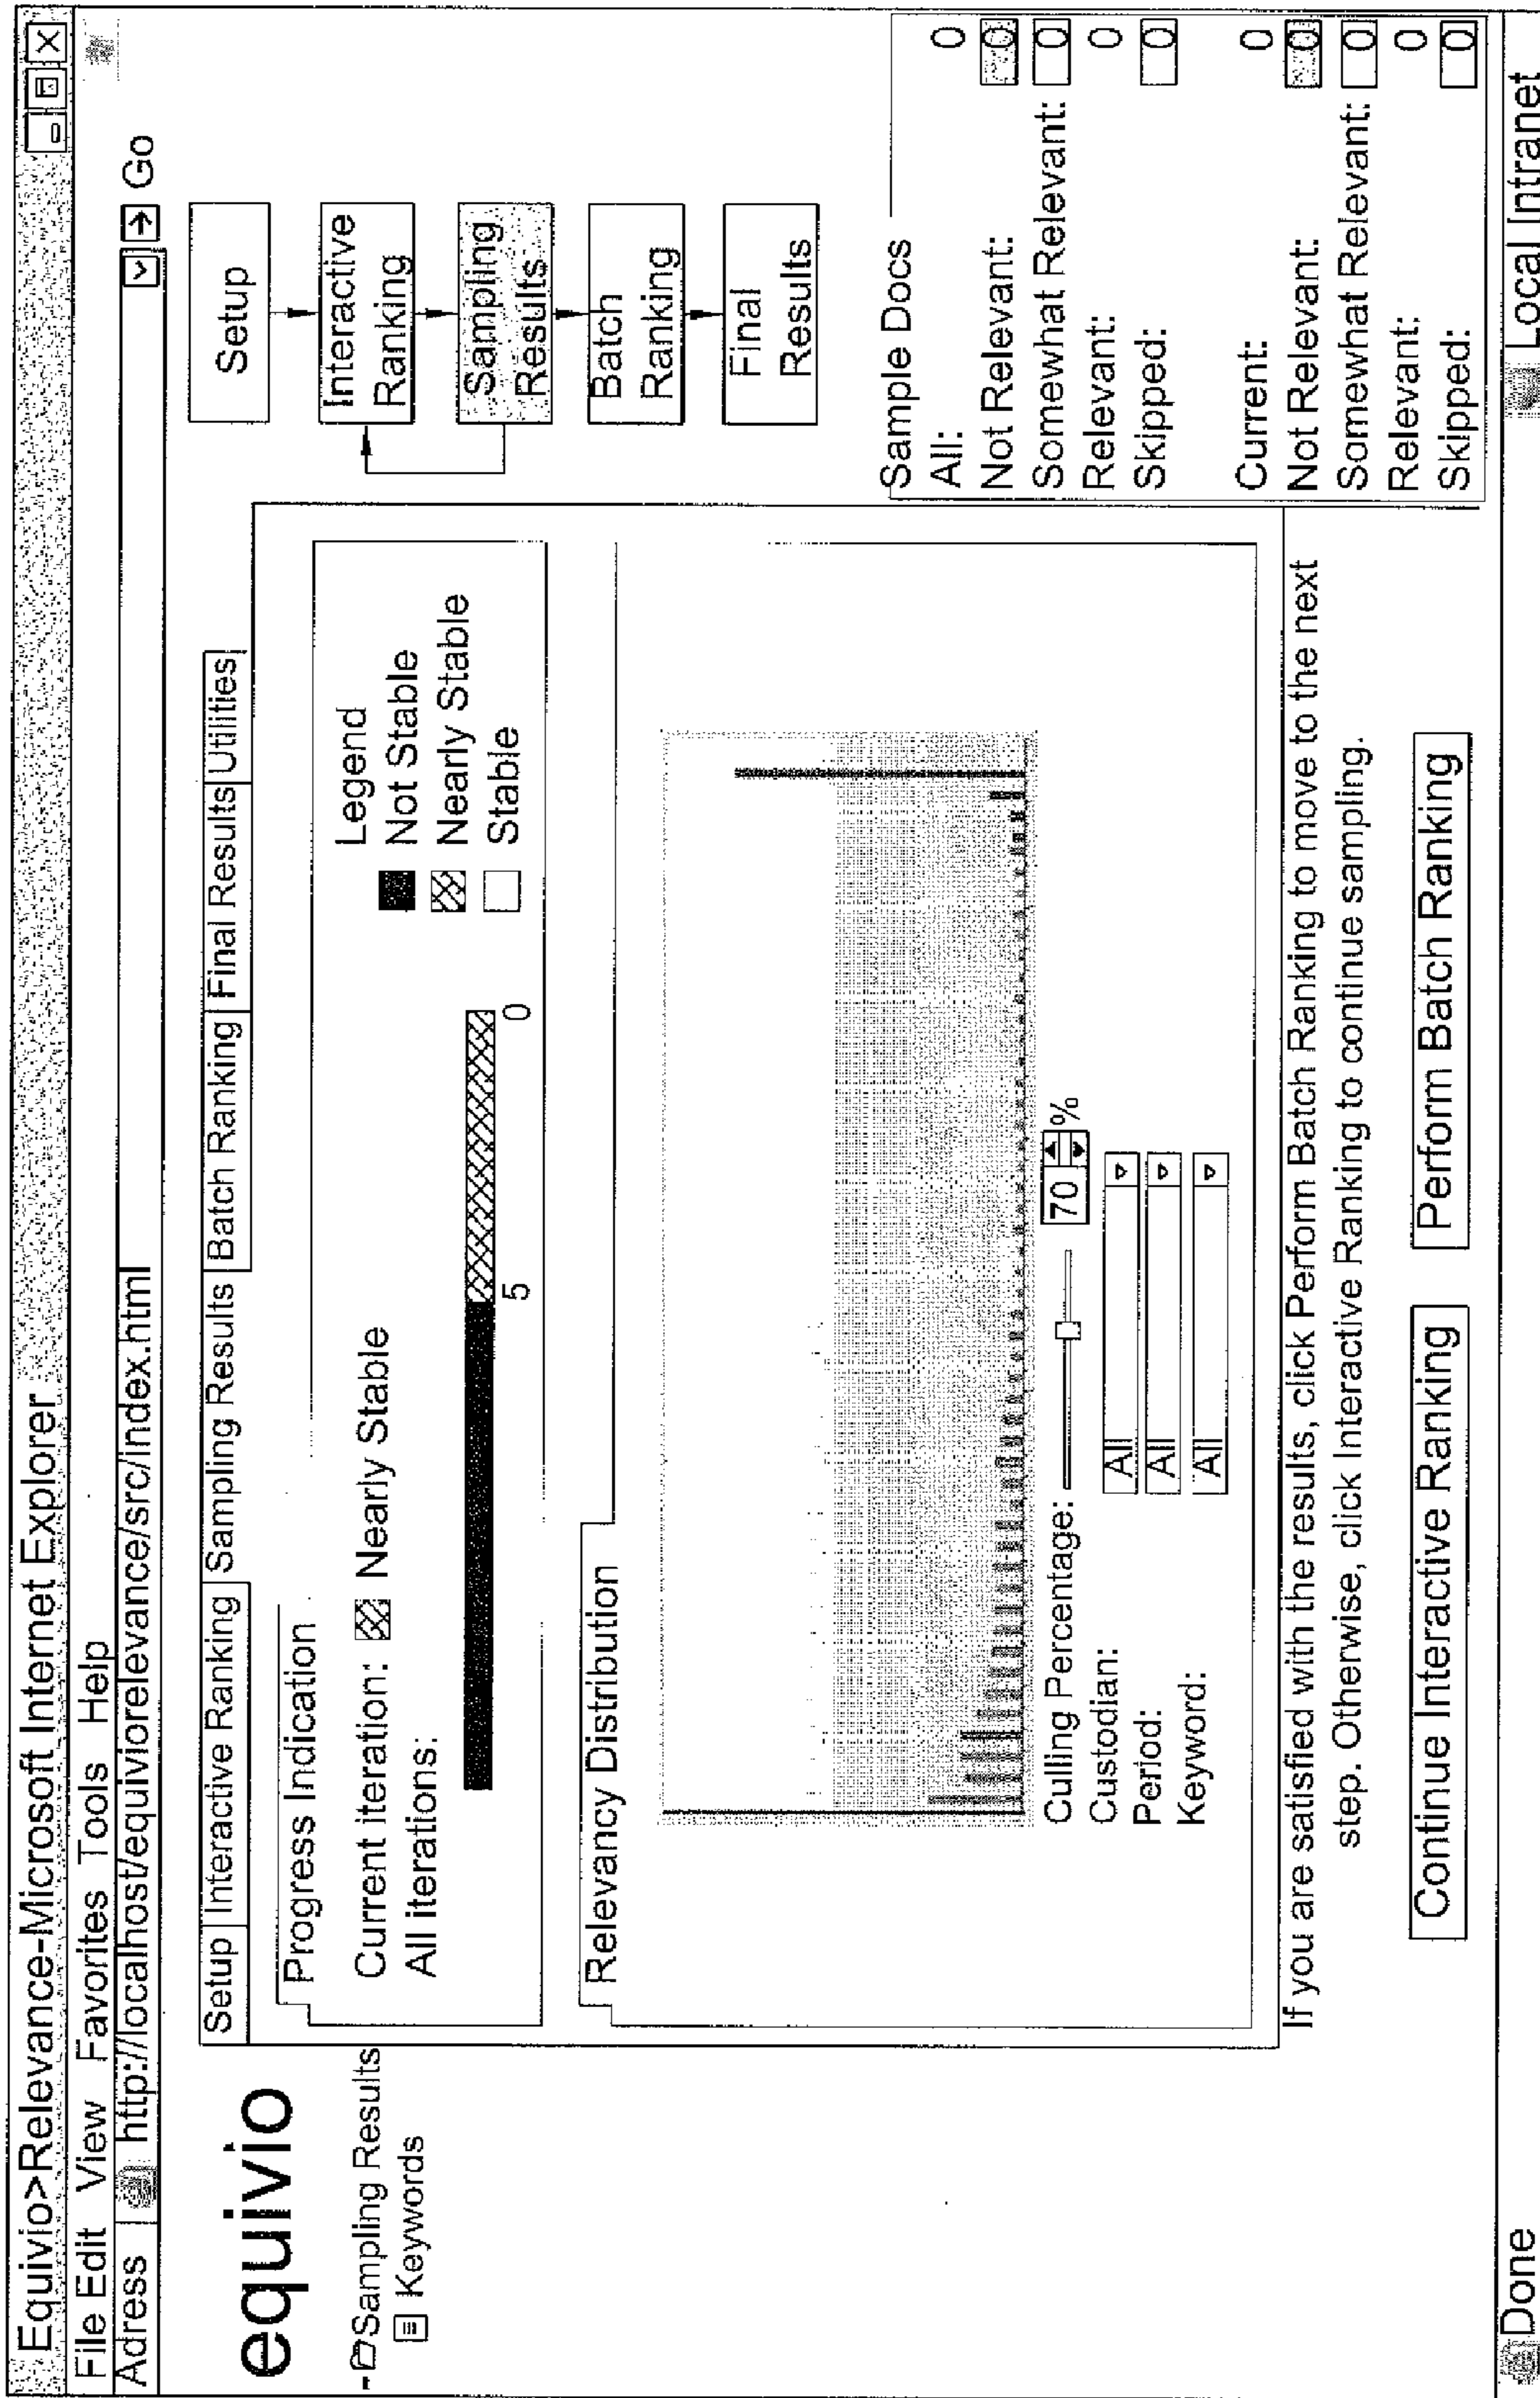 Equivio>Relevance-Microsoft Internet Explorer
File Edit View Favorites Tools Help
Adress http://localhost/equiviorelevance/src/index.html Go
equivio
Sampling Results
Keywords
Setup Interactive Ranking Sampling Results Batch Ranking Final Results Utilities
Progress Indication
Current iteration: Nearly Stable
All iterations:
5 0
Legend
Not Stable
Nearly Stable
Stable
Relevancy Distribution
Culling Percentage: 70 %
Custodian: All
Period: All
Keyword: All
If you are satisfied with the results, click Perform Batch Ranking to move to the next
step. Otherwise, click Interactive Ranking to continue sampling.
Continue Interactive Ranking Perform Batch Ranking
Setup
Interactive
Ranking
Sampling
Results
Batch
Ranking
Final
Results
Sample Docs
All: 0
Not Relevant: 0
Somewhat Relevant: 0
Relevant: 0
Skipped: 0
Current: 0
Not Relevant: 0
Somewhat Relevant: 0
Relevant: 0
Skipped: 0
Done Local Intranet